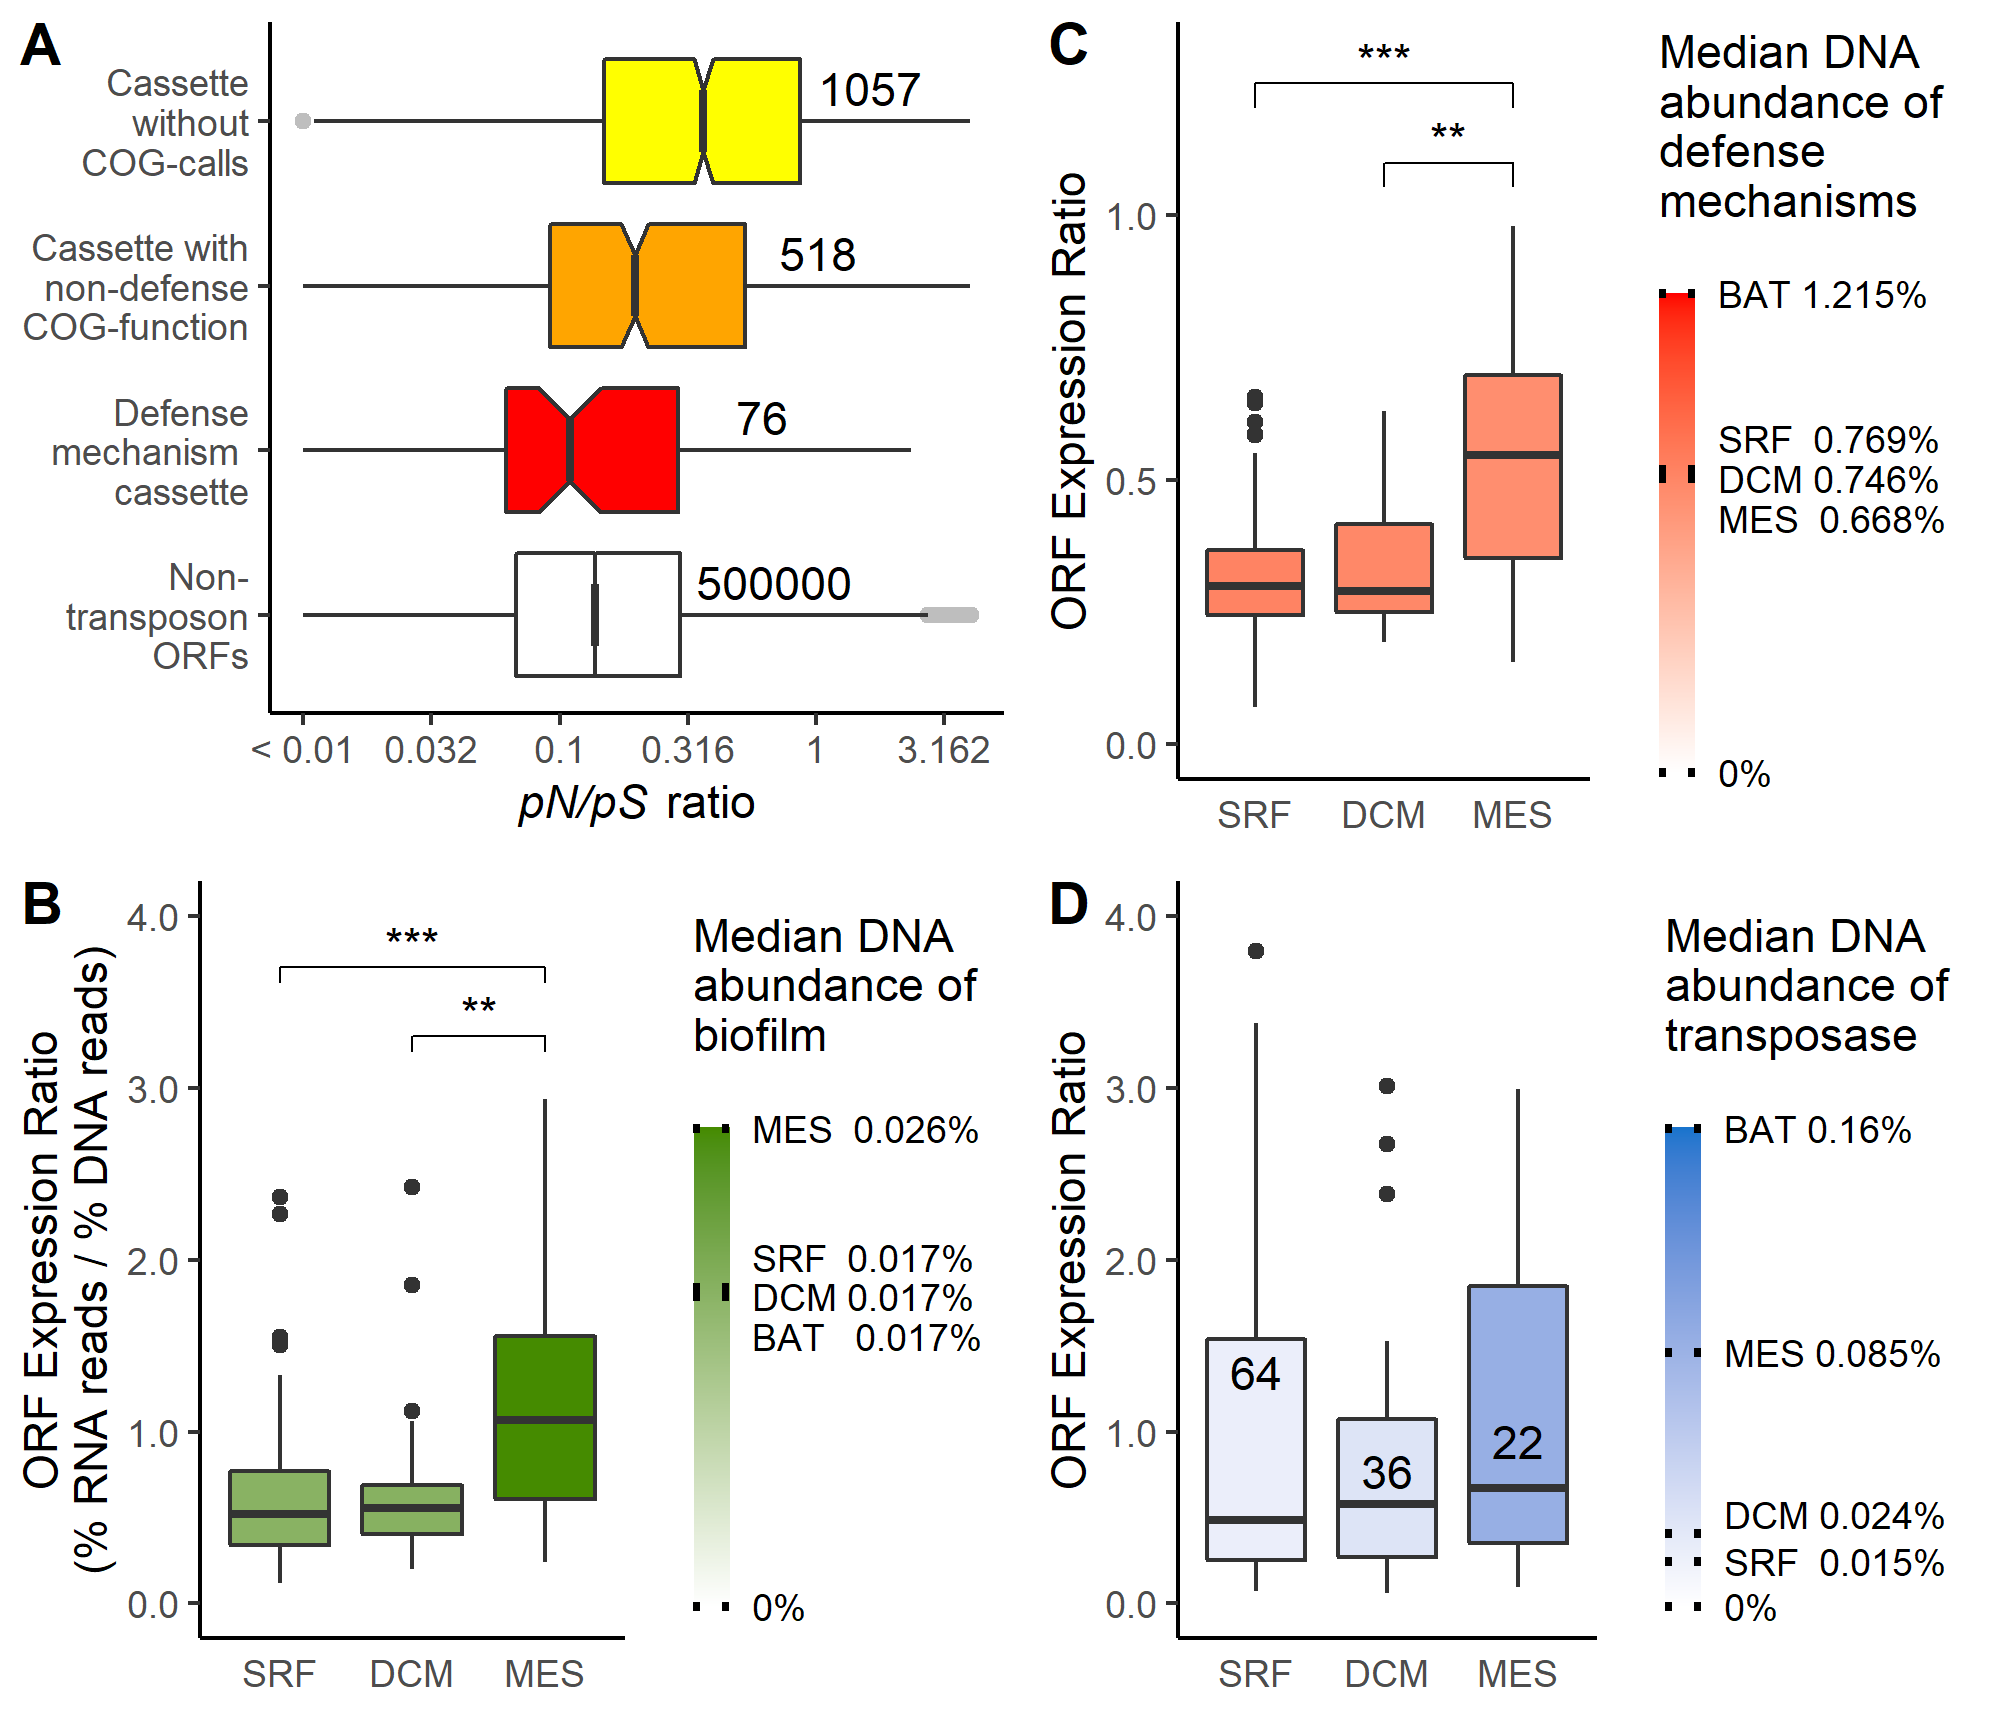 A
Cassette
without
COG-calls
Cassette with
non-defense
COG-function
Defense
mechanism
cassette
Non-
transposon
ORFs
1057
518
76
500000
< 0.01 0.032 0.1 0.316 1 3.162
pN/pS ratio
C
ORF Expression Ratio
1.0
0.5
0.0
***
**
SRF DCM MES
Median DNA
abundance of
defense
mechanisms
BAT 1.215%
SRF 0.769%
DCM 0.746%
MES 0.668%
0%
B
ORF Expression Ratio
(% RNA reads / % DNA reads)
4.0
3.0
2.0
1.0
0.0
***
**
SRF DCM MES
Median DNA
abundance of
biofilm
MES 0.026%
SRF 0.017%
DCM 0.017%
BAT 0.017%
0%
D
ORF Expression Ratio
4.0
3.0
2.0
1.0
0.0
64
36
22
SRF DCM MES
Median DNA
abundance of
transposase
BAT 0.16%
MES 0.085%
DCM 0.024%
SRF 0.015%
0%